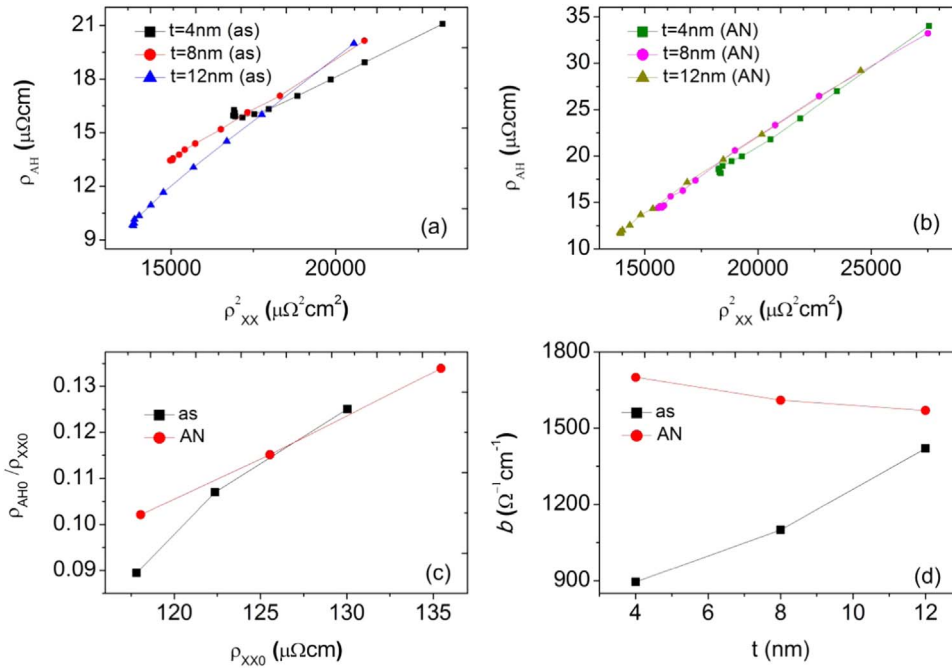 21
18
15
12
9
ρAH (μΩcm)
t=4nm (as)
t=8nm (as)
t=12nm (as)
(a)
15000 20000
ρ²XX (μΩ²cm²)
35
30
25
20
15
10
ρAH (μΩcm)
t=4nm (AN)
t=8nm (AN)
t=12nm (AN)
(b)
15000 20000 25000
ρ²XX (μΩ²cm²)
0.13
0.12
0.11
0.10
0.09
ρAH0/ρXX0
as
AN
(c)
120 125 130 135
ρXX0 (μΩcm)
1800
1500
1200
900
b (Ω⁻¹cm⁻¹)
as
AN
(d)
4 6 8 10 12
t (nm)